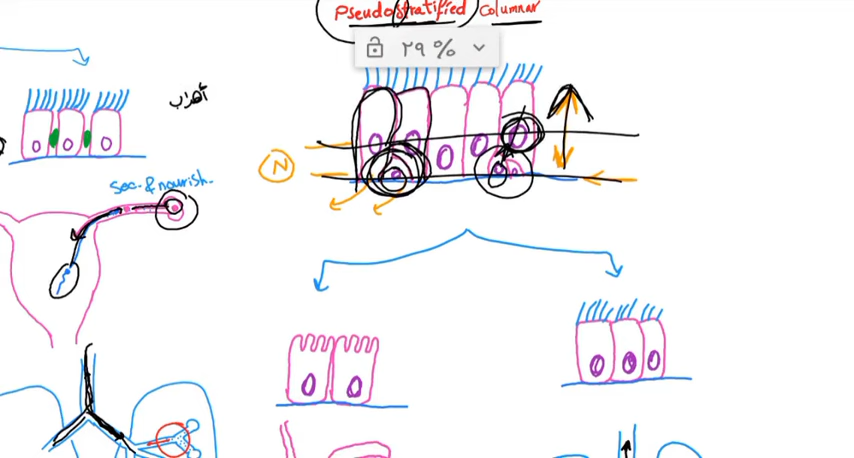 Pseudostratified columnar
٢٩%
أهداب
Sec. & nourish.
N